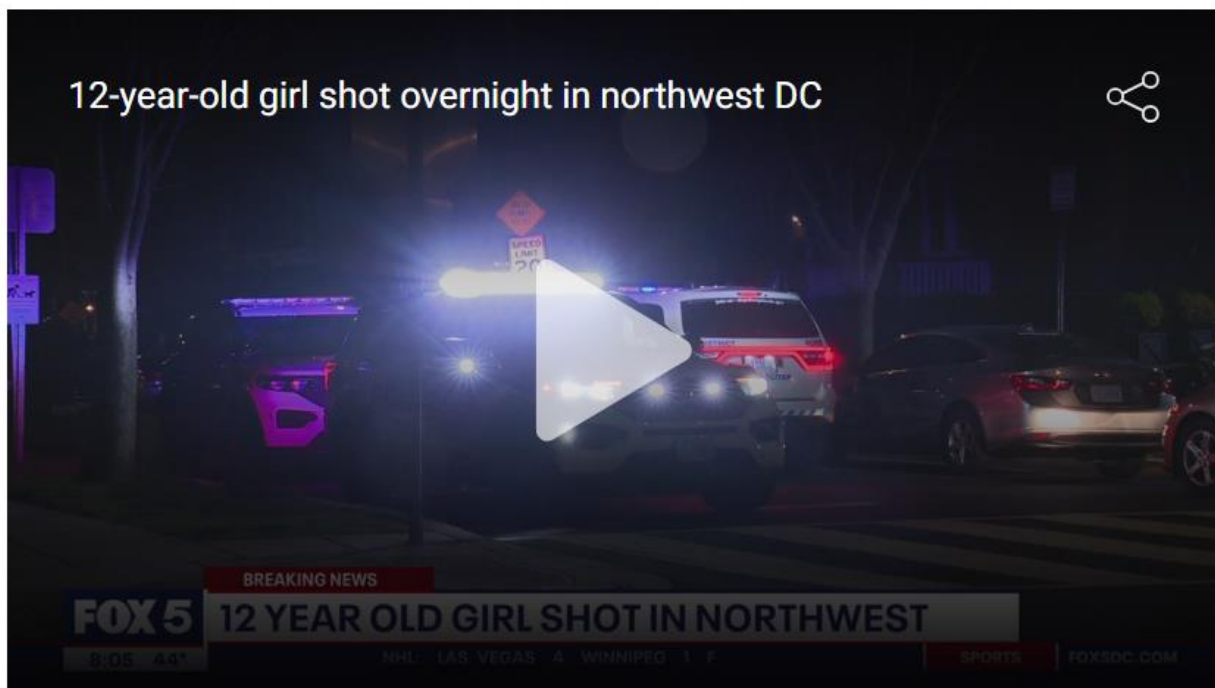 12-year-old girl shot overnight in northwest DC
SPEED
LIMIT
20
BREAKING NEWS
FOX 5
12 YEAR OLD GIRL SHOT IN NORTHWEST
8:05 44°
NHL: LAS VEGAS 4 WINNIPEG 1 F
SPORTS
FOX5DC.COM